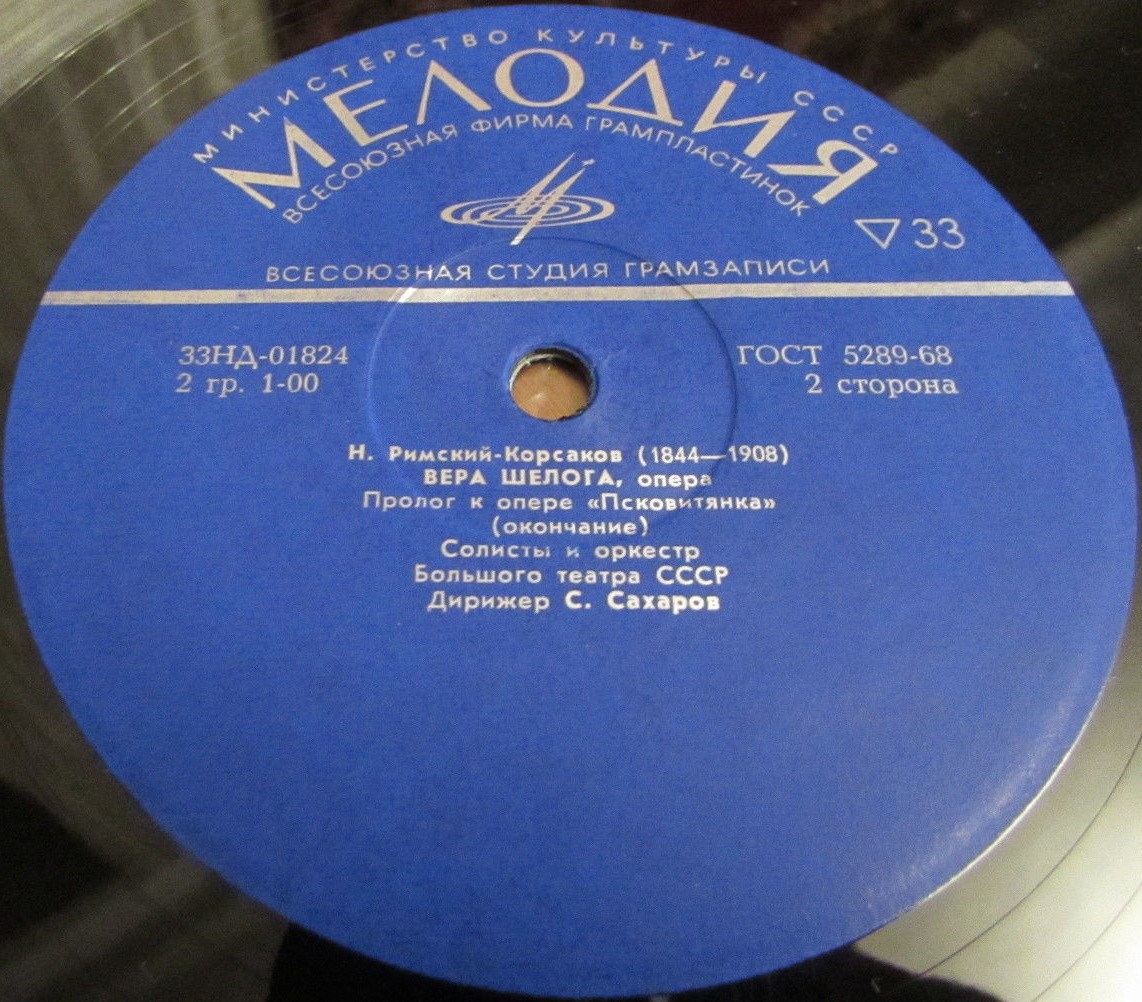 МИНИСТЕРСТВО КУЛЬТУРЫ СССР
МЕЛОДИЯ
ВСЕСОЮЗНАЯ ФИРМА ГРАМПЛАСТИНОК
▽ 33
ВСЕСОЮЗНАЯ СТУДИЯ ГРАМЗАПИСИ
33НД-01824
ГОСТ 5289-68
2 гр. 1-00
2 сторона
Н. Римский-Корсаков (1844—1908)
ВЕРА ШЕЛОГА, опера
Пролог к опере «Псковитянка»
(окончание)
Солисты и оркестр
Большого театра СССР
Дирижер С. Сахаров